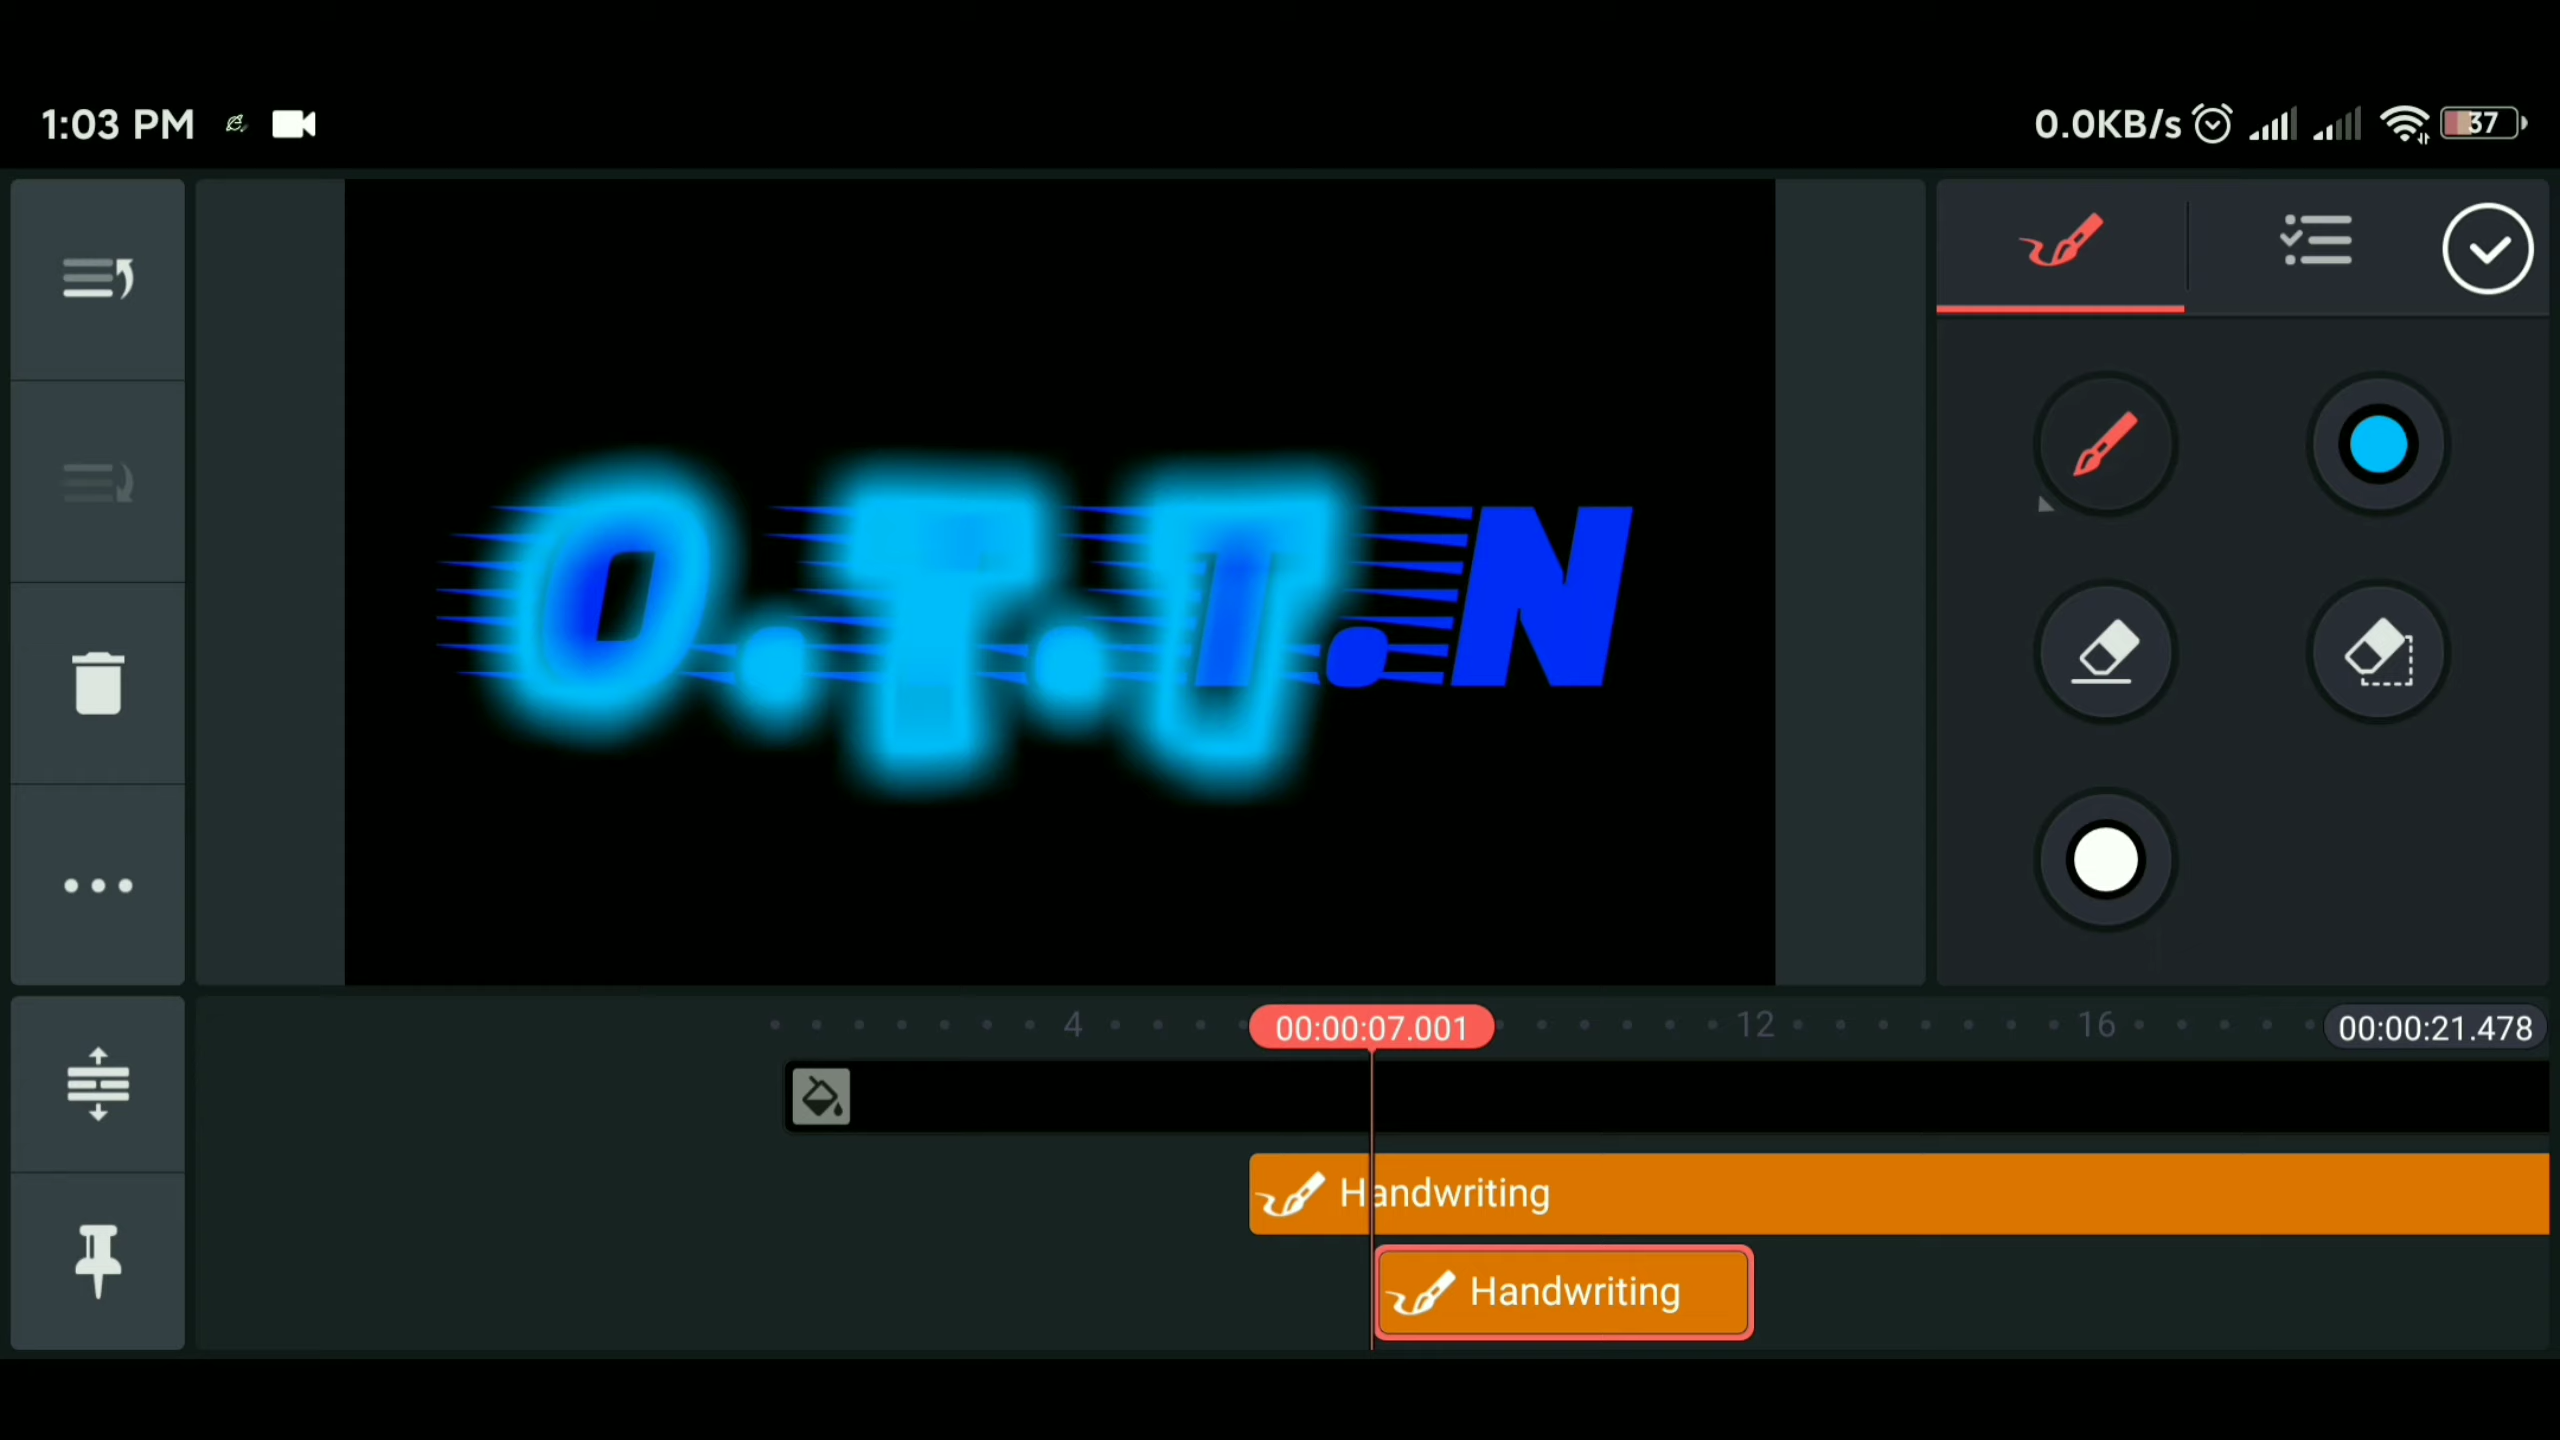 1:03 PM
0.0KB/s
37
O.T.I.N
4
00:00:07.001
12
16
00:00:21.478
Handwriting
Handwriting